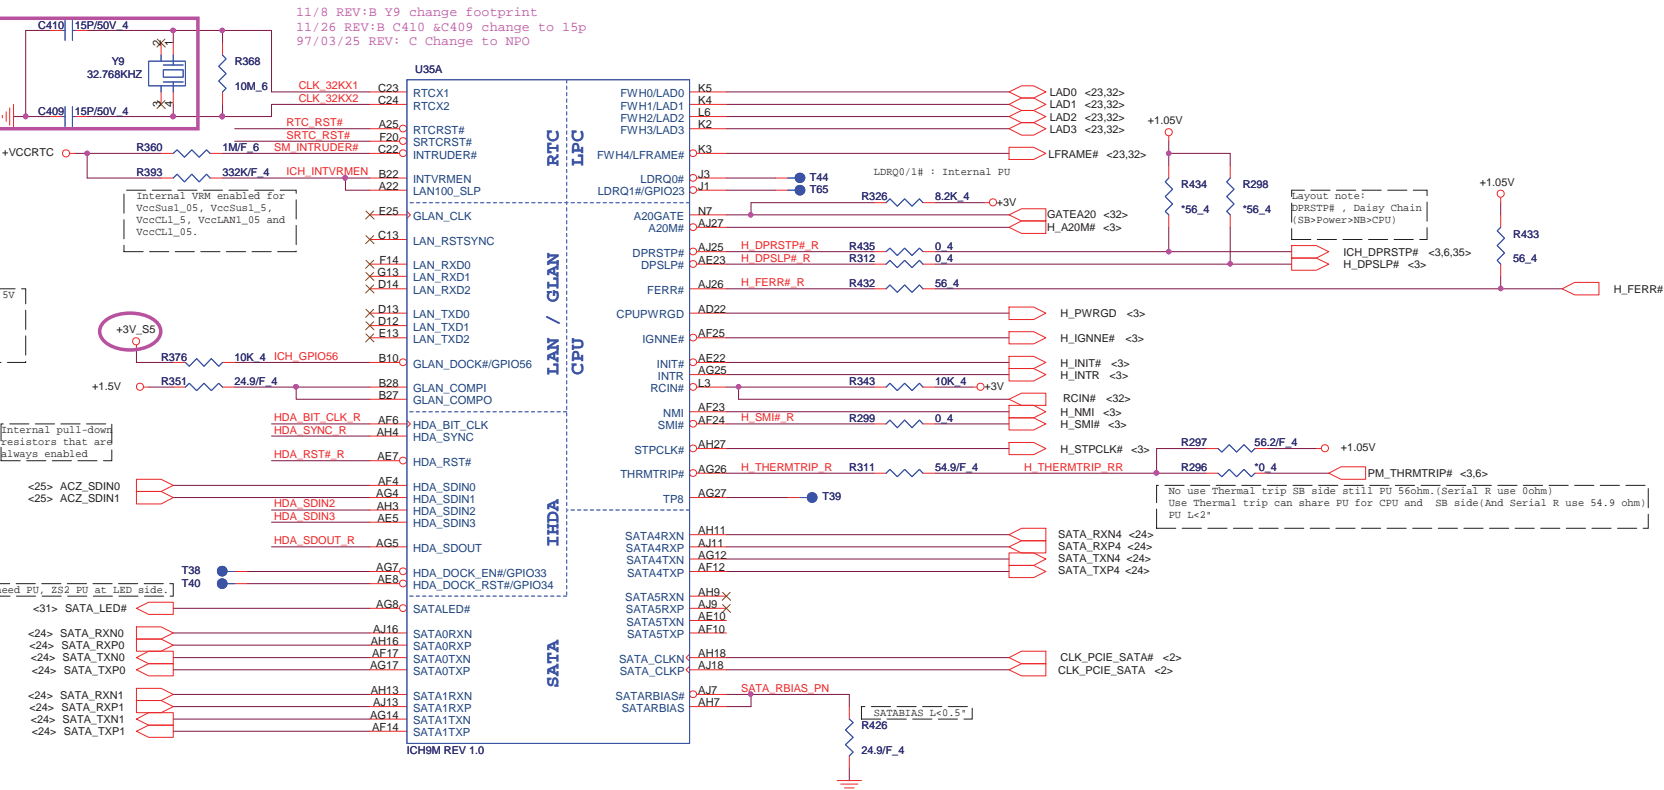 11/8 REV:B Y9 change footprint
11/26 REV:B C410 &C409 change to 15p
97/03/25 REV: C Change to NPO
C410 15P/50V_4
Y9
32.768KHZ
2 1
3 4
R368
10M_6
C409 15P/50V_4
+VCCRTC
R360 1M/F_6 SM_INTRUDER#
R393 332K/F_4 ICH_INTVRMEN
CLK_32KX1
CLK_32KX2
RTC_RST#
SRTC_RST#
Internal VRM enabled for
VccSus1_05, VccSus1_5,
VccCL1_5, VccLAN1_05 and
VccCL1_05.
5V
+3V_S5
R376 10K_4 ICH_GPIO56
+1.5V R351 24.9/F_4
Internal pull-down
resistors that are
always enabled
HDA_BIT_CLK_R
HDA_SYNC_R
HDA_RST#_R
<25> ACZ_SDIN0
<25> ACZ_SDIN1
HDA_SDIN2
HDA_SDIN3
HDA_SDOUT_R
T38
T40
eed PU, ZS2 PU at LED side.
<31> SATA_LED#
<24> SATA_RXN0
<24> SATA_RXP0
<24> SATA_TXN0
<24> SATA_TXP0
<24> SATA_RXN1
<24> SATA_RXP1
<24> SATA_TXN1
<24> SATA_TXP1
U35A
C23 RTCX1
C24 RTCX2
A25 RTCRST#
F20 SRTCRST#
C22 INTRUDER#
B22 INTVRMEN
A22 LAN100_SLP
E25 GLAN_CLK
C13 LAN_RSTSYNC
F14 LAN_RXD0
G13 LAN_RXD1
D14 LAN_RXD2
D13 LAN_TXD0
D12 LAN_TXD1
E13 LAN_TXD2
B10 GLAN_DOCK#/GPIO56
B28 GLAN_COMPI
B27 GLAN_COMPO
AF6 HDA_BIT_CLK
AH4 HDA_SYNC
AE7 HDA_RST#
AF4 HDA_SDIN0
AG4 HDA_SDIN1
AH3 HDA_SDIN2
AE5 HDA_SDIN3
AG5 HDA_SDOUT
AG7 HDA_DOCK_EN#/GPIO33
AE8 HDA_DOCK_RST#/GPIO34
AG8 SATALED#
AJ16 SATA0RXN
AH16 SATA0RXP
AF17 SATA0TXN
AG17 SATA0TXP
AH13 SATA1RXN
AJ13 SATA1RXP
AG14 SATA1TXN
AF14 SATA1TXP
ICH9M REV 1.0
RTC
LPC
LAN / GLAN
CPU
IHDA
SATA
FWH0/LAD0 K5 LAD0 <23,32>
FWH1/LAD1 K4 LAD1 <23,32>
FWH2/LAD2 L6 LAD2 <23,32>
FWH3/LAD3 K2 LAD3 <23,32>
FWH4/LFRAME# K3 LFRAME# <23,32>
LDRQ0# J3 T44
LDRQ1#/GPIO23 J1 T65
LDRQ0/1# : Internal PU
R326 8.2K_4 +3V
A20GATE N7 GATEA20 <32>
A20M# AJ27 H_A20M# <3>
DPRSTP# AJ25 H_DPRSTP#_R R435 0_4 ICH_DPRSTP# <3,6,35>
DPSLP# AE23 H_DPSLP#_R R312 0_4 H_DPSLP# <3>
FERR# AJ26 H_FERR#_R R432 56_4 H_FERR#
CPUPWRGD AD22 H_PWRGD <3>
IGNNE# AF25 H_IGNNE# <3>
INIT# AE22 H_INIT# <3>
INTR AG25 H_INTR <3>
RCIN# L3 R343 10K_4 +3V
RCIN# <32>
NMI AF23 H_NMI <3>
SMI# AF24 H_SMI#_R R299 0_4 H_SMI# <3>
STPCLK# AH27 H_STPCLK# <3>
THRMTRIP# AG26 H_THERMTRIP_R R311 54.9/F_4 H_THERMTRIP_RR
TP8 AG27 T39
SATA4RXN AH11 SATA_RXN4 <24>
SATA4RXP AJ11 SATA_RXP4 <24>
SATA4TXN AG12 SATA_TXN4 <24>
SATA4TXP AF12 SATA_TXP4 <24>
SATA5RXN AH9
SATA5RXP AJ9
SATA5TXN AE10
SATA5TXP AF10
SATA_CLKN AH18 CLK_PCIE_SATA# <2>
SATA_CLKP AJ18 CLK_PCIE_SATA <2>
SATARBIAS# AJ7 SATA_RBIAS_PN
SATARBIAS AH7
SATABIAS L<0.5"
R426
24.9/F_4
+1.05V
R434
*56_4
R298
*56_4
Layout note:
DPRSTP# , Daisy Chain
(SB>Power>NB>CPU)
+1.05V
R433
56_4
R297 56.2/F_4 +1.05V
R296 *0_4 PM_THRMTRIP# <3,6>
No use Thermal trip SB side still PU 56ohm.(Serial R use 0ohm)
Use Thermal trip can share PU for CPU and SB side(And Serial R use 54.9 ohm)
PU L<2"